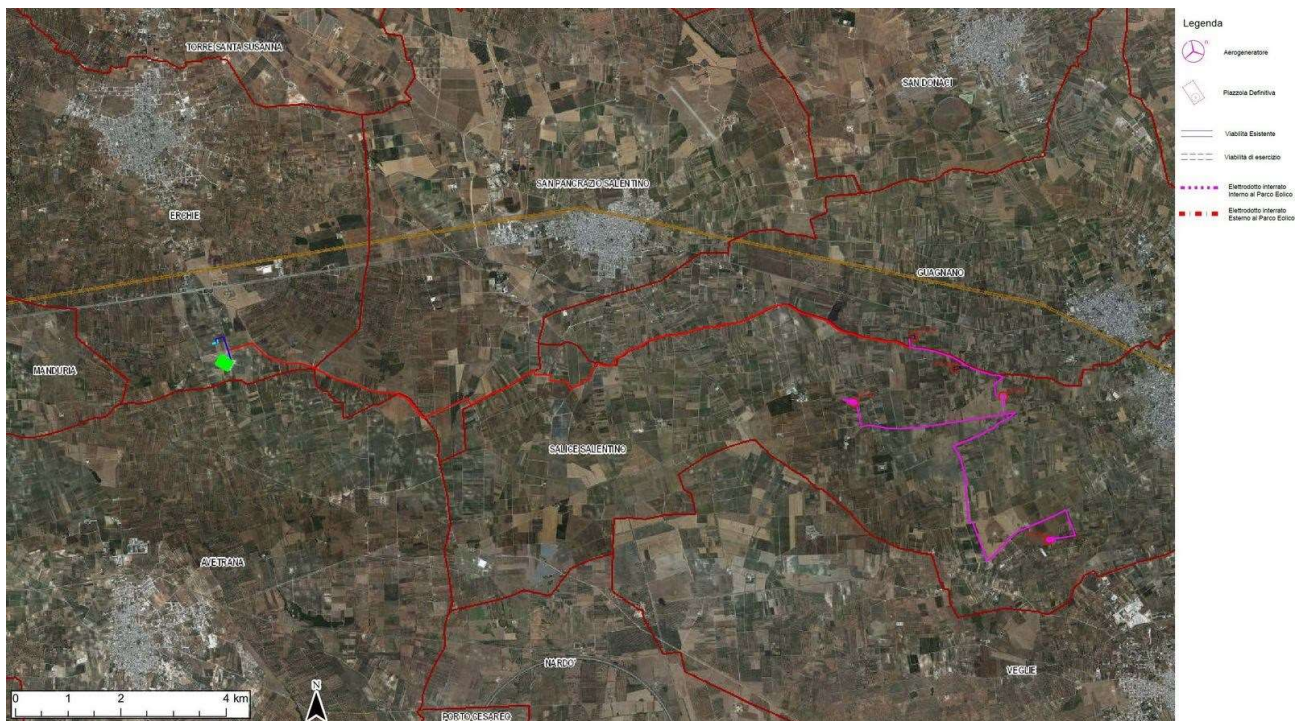 TORRE SANTA SUSANNA
SAN DONACI
SAN PANCRAZIO SALENTINO
ERCHIE
GUAGNANO
MANDURIA
SALICE SALENTINO
AVETRANA
NARDO'
VEGLIE
PORTO CESAREO
0 1 2 4 km
N
Legenda
Aerogeneratore
Piazzola Definitiva
Viabilità Esistente
Viabilità di esercizio
Elettrodotto interrato
Interno al Parco Eolico
Elettrodotto interrato
Esterno al Parco Eolico